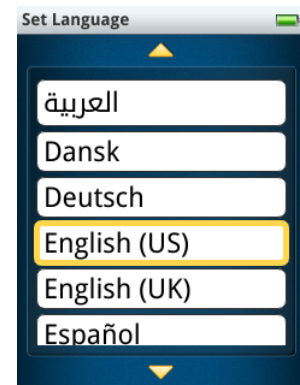 Set Language
العربية
Dansk
Deutsch
English (US)
English (UK)
Español